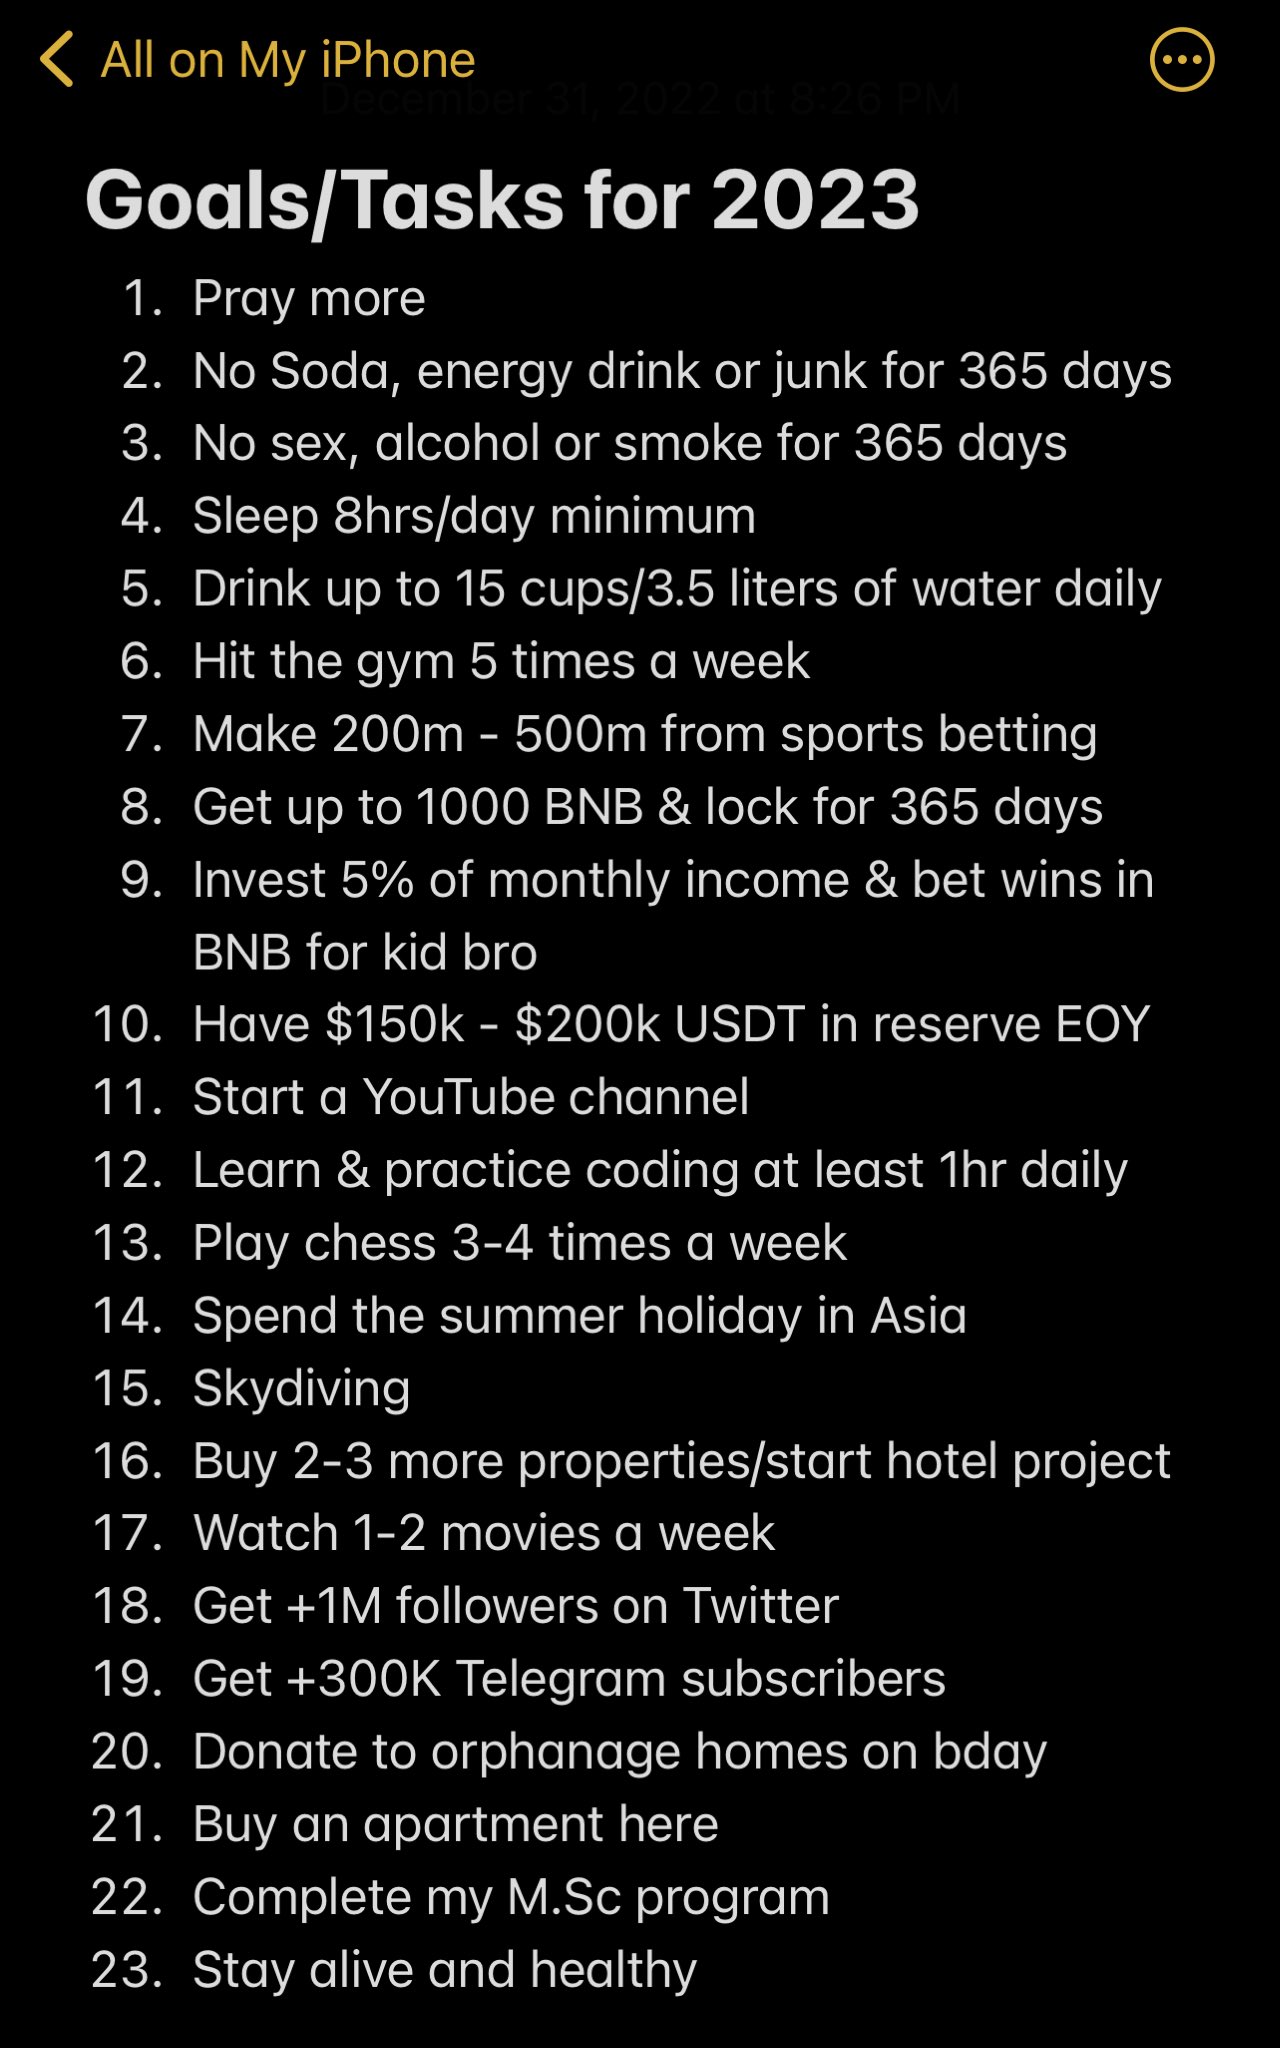 All on My iPhone
December 31, 2022 at 8:26 PM
Goals/Tasks for 2023
1. Pray more
2. No Soda, energy drink or junk for 365 days
3. No sex, alcohol or smoke for 365 days
4. Sleep 8hrs/day minimum
5. Drink up to 15 cups/3.5 liters of water daily
6. Hit the gym 5 times a week
7. Make 200m - 500m from sports betting
8. Get up to 1000 BNB & lock for 365 days
9. Invest 5% of monthly income & bet wins in
BNB for kid bro
10. Have $150k - $200k USDT in reserve EOY
11. Start a YouTube channel
12. Learn & practice coding at least 1hr daily
13. Play chess 3-4 times a week
14. Spend the summer holiday in Asia
15. Skydiving
16. Buy 2-3 more properties/start hotel project
17. Watch 1-2 movies a week
18. Get +1M followers on Twitter
19. Get +300K Telegram subscribers
20. Donate to orphanage homes on bday
21. Buy an apartment here
22. Complete my M.Sc program
23. Stay alive and healthy